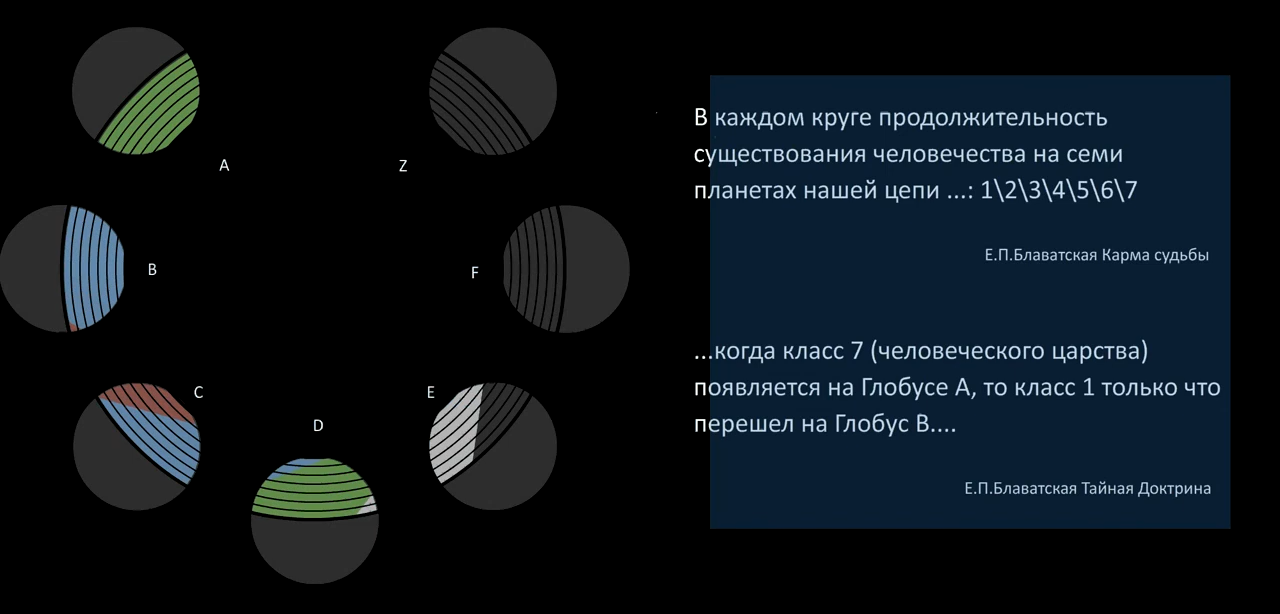 A
Z
B
F
C
E
D
В каждом круге продолжительность
существования человечества на семи
планетах нашей цепи ...: 1\2\3\4\5\6\7
Е.П.Блаватская Карма судьбы
...когда класс 7 (человеческого царства)
появляется на Глобусе А, то класс 1 только что
перешел на Глобус В....
Е.П.Блаватская Тайная Доктрина